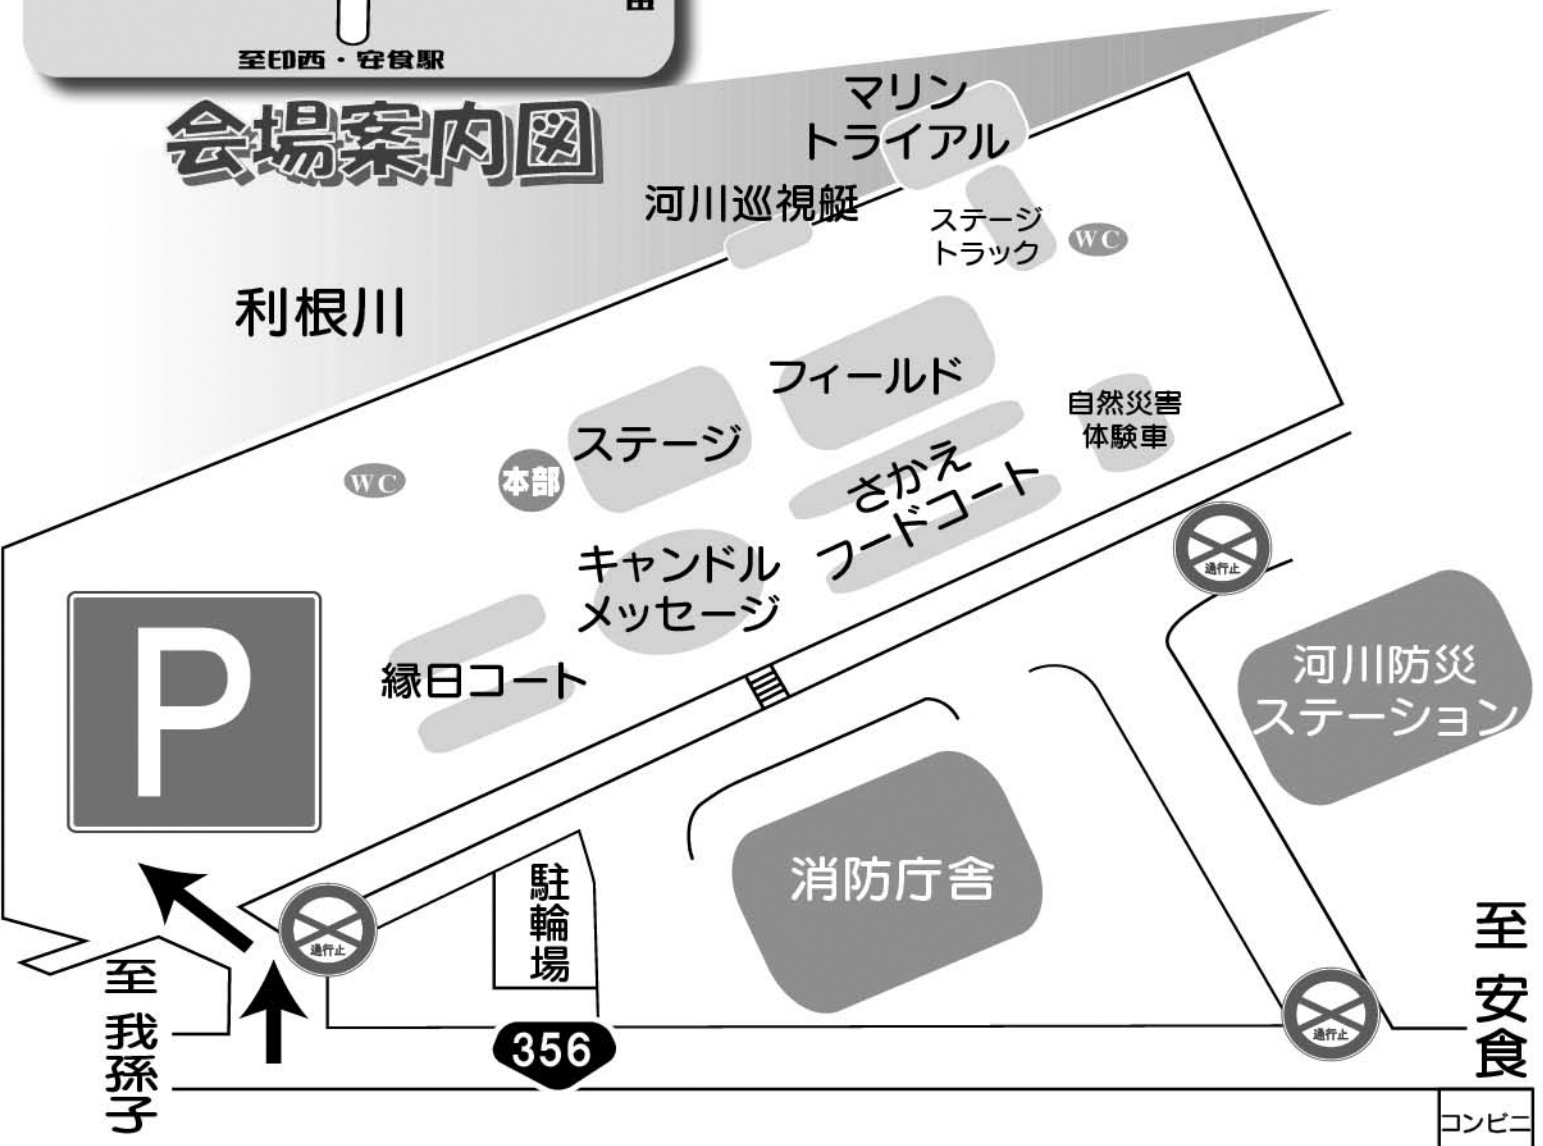 至印西・安食駅
会場案内図
マリン
トライアル
河川巡視艇
ステージ
トラック
WC
利根川
フィールド
自然災害
体験車
ステージ
WC
本部
さかえ
フードコート
キャンドル
メッセージ
通行止
P
縁日コート
河川防災
ステーション
消防庁舎
駐輪場
通行止
至 我孫子
356
通行止
至 安食
コンビニ